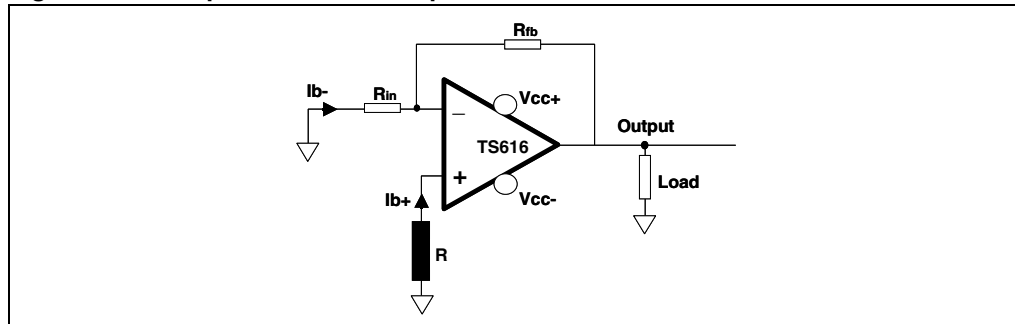 Rfb
Ib-
Rin
Vcc+
_
Output
TS616
+
Load
Ib+
Vcc-
R